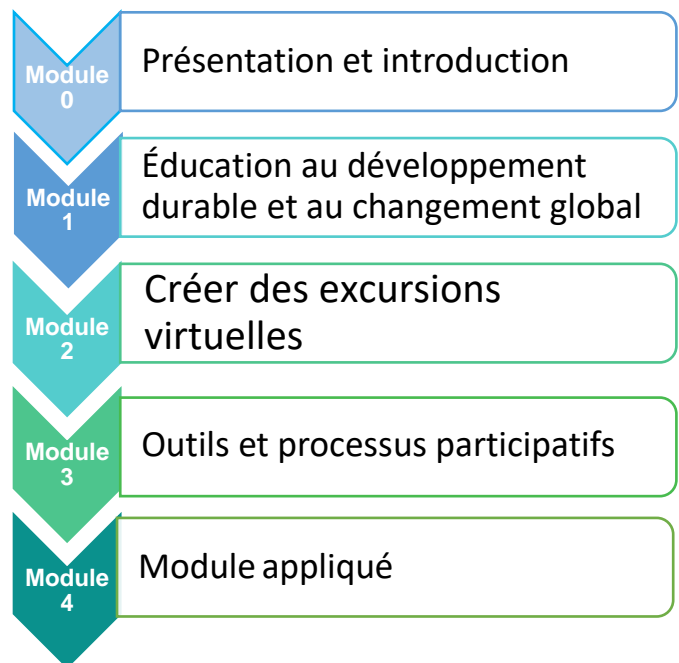 Module
0
Présentation et introduction
Module
1
Éducation au développement
durable et au changement global
Module
2
Créer des excursions
virtuelles
Module
3
Outils et processus participatifs
Module
4
Module appliqué